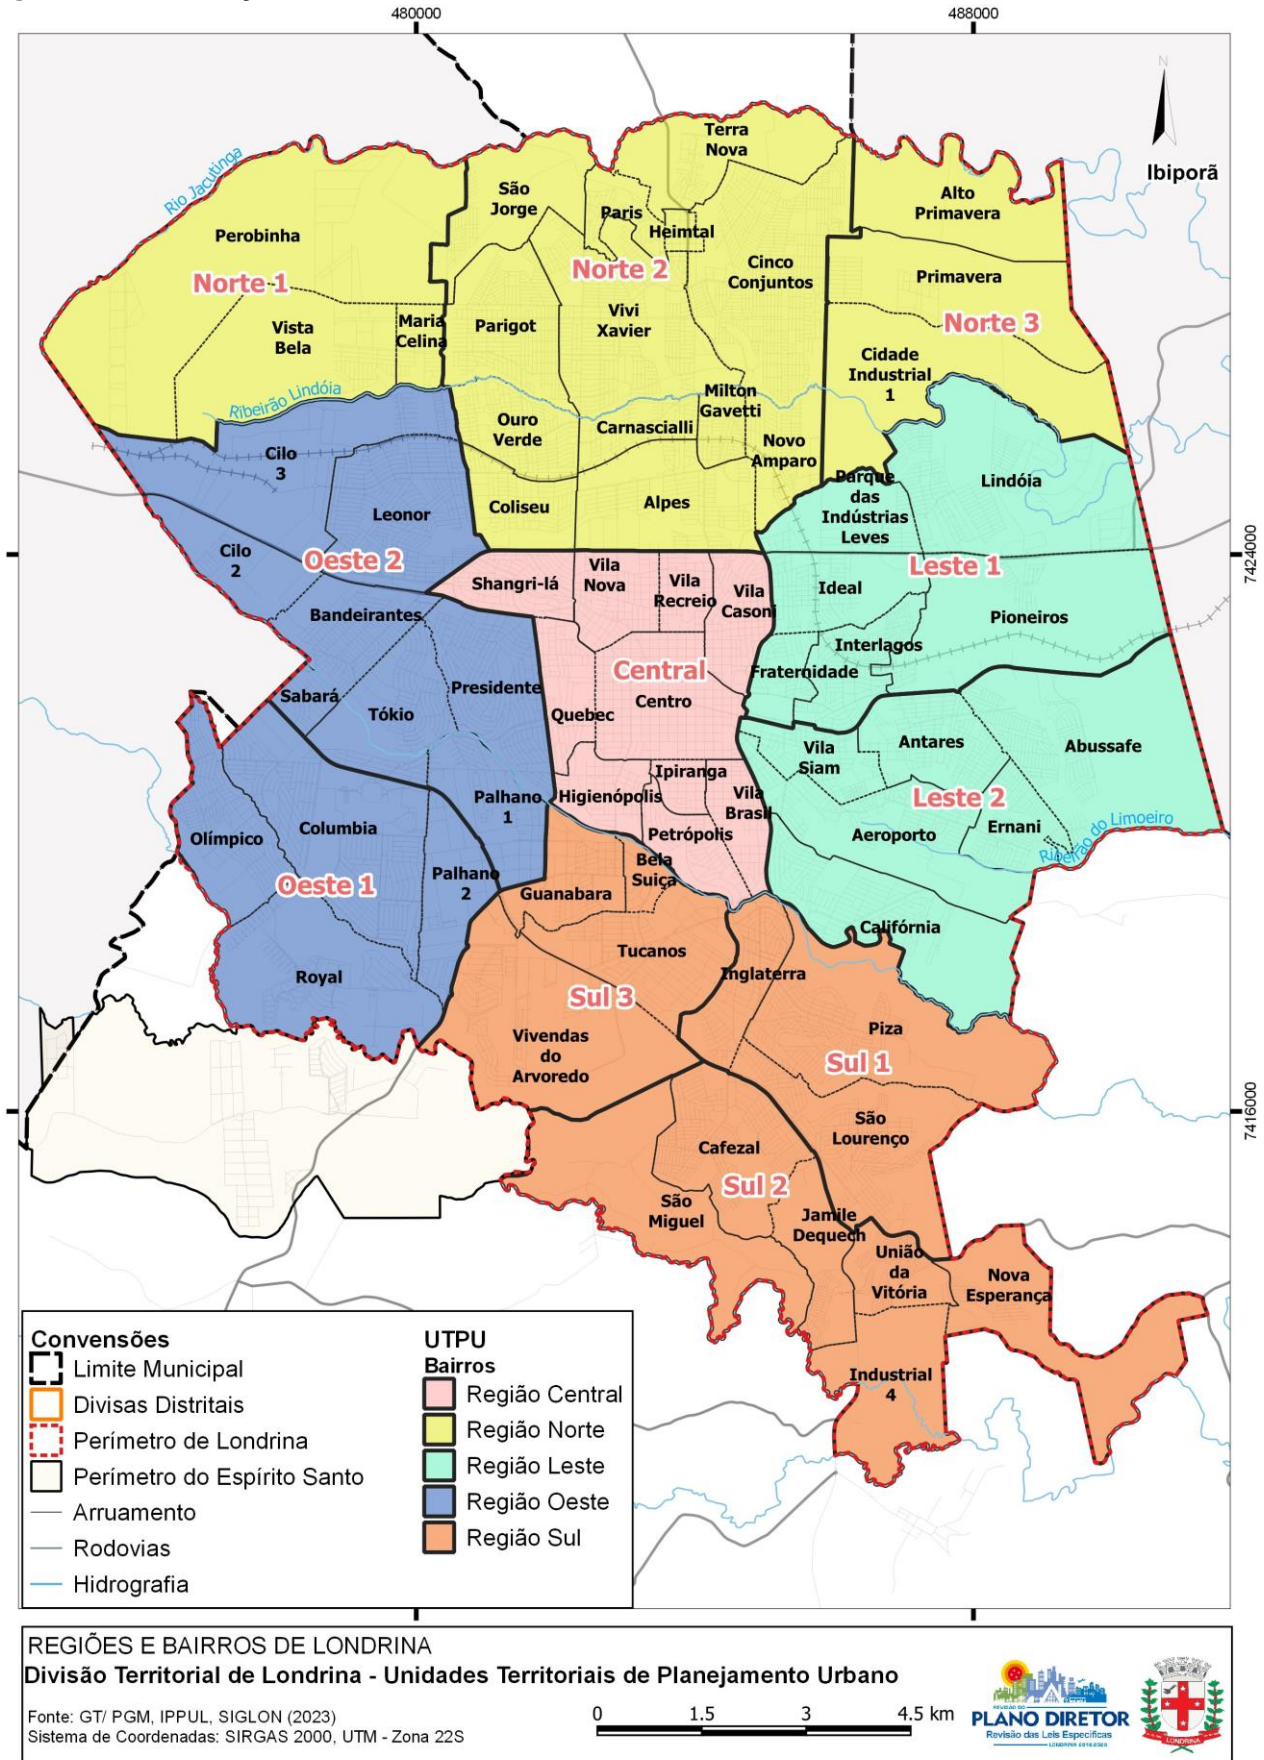 480000
488000
N
Ibiporã
Rio Jacutinga
Terra
Nova
São
Jorge
Paris
Heimtal
Alto
Primavera
Perobinha
Norte 1
Norte 2
Cinco
Conjuntos
Primavera
Norte 3
Vista
Bela
Maria
Celina
Parigot
Vivi
Xavier
Cidade
Industrial
1
Ribeirão Lindóia
Ouro
Verde
Carnascialli
Milton
Gavetti
Novo
Amparo
Cilo
3
Leonor
Coliseu
Alpes
Parque
das
Indústrias
Leves
Lindóia
7424000
Cilo
2
Oeste 2
Shangri-lá
Vila
Nova
Vila
Recreio
Vila
Casoni
Ideal
Leste 1
Bandeirantes
Interlagos
Pioneiros
Fraternidade
Central
Centro
Sabará
Tókio
Presidente
Quebec
Vila
Siam
Antares
Abussafe
Ipiranga
Higienópolis
Vila
Brasil
Petrópolis
Leste 2
Aeroporto
Ernani
Ribeirão do Limoeiro
Olímpico
Columbia
Palhano
1
Palhano
2
Oeste 1
Bela
Suiça
Guanabara
Califórnia
Royal
Tucanos
Inglaterra
Sul 3
Piza
Vivendas
do
Arvoredo
Sul 1
7416000
São
Lourenço
Cafezal
Sul 2
São
Miguel
Jamile
Dequech
União
da
Vitória
Nova
Esperança
Industrial
4
Convensões
Limite Municipal
Divisas Distritais
Perímetro de Londrina
Perímetro do Espírito Santo
Arruamento
Rodovias
Hidrografia
UTPU
Bairros
Região Central
Região Norte
Região Leste
Região Oeste
Região Sul
REGIÕES E BAIRROS DE LONDRINA
Divisão Territorial de Londrina - Unidades Territoriais de Planejamento Urbano
Fonte: GT/ PGM, IPPUL, SIGLON (2023)
Sistema de Coordenadas: SIRGAS 2000, UTM - Zona 22S
0 1.5 3 4.5 km
REVISÃO DO
PLANO DIRETOR
Revisão das Leis Específicas
LONDRINA 2018.2028
LONDRINA